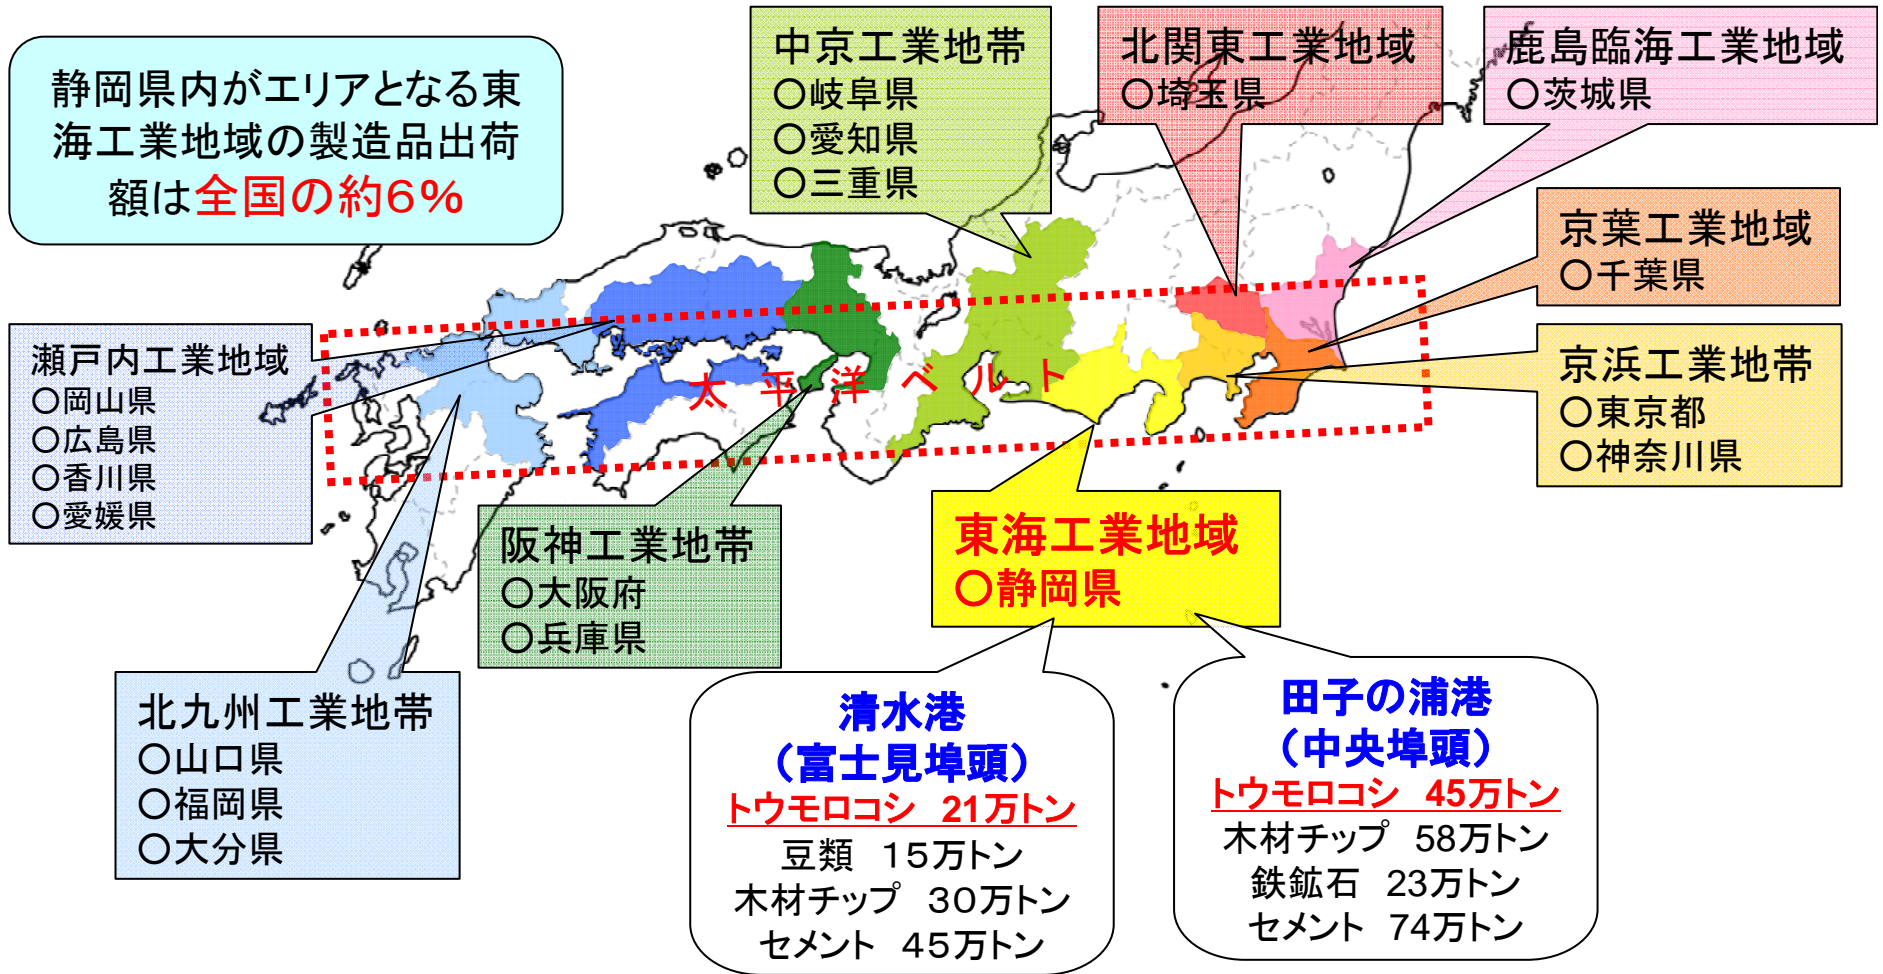 静岡県内がエリアとなる東
海工業地域の製造品出荷
額は全国の約6%
中京工業地帯
○岐阜県
○愛知県
○三重県
北関東工業地域
○埼玉県
鹿島臨海工業地域
○茨城県
京葉工業地域
○千葉県
京浜工業地帯
○東京都
○神奈川県
瀬戸内工業地域
○岡山県
○広島県
○香川県
○愛媛県
太平洋ベルト
阪神工業地帯
○大阪府
○兵庫県
東海工業地域
○静岡県
北九州工業地帯
○山口県
○福岡県
○大分県
清水港
(富士見埠頭)
トウモロコシ 21万トン
豆類 15万トン
木材チップ 30万トン
セメント 45万トン
田子の浦港
(中央埠頭)
トウモロコシ 45万トン
木材チップ 58万トン
鉄鉱石 23万トン
セメント 74万トン